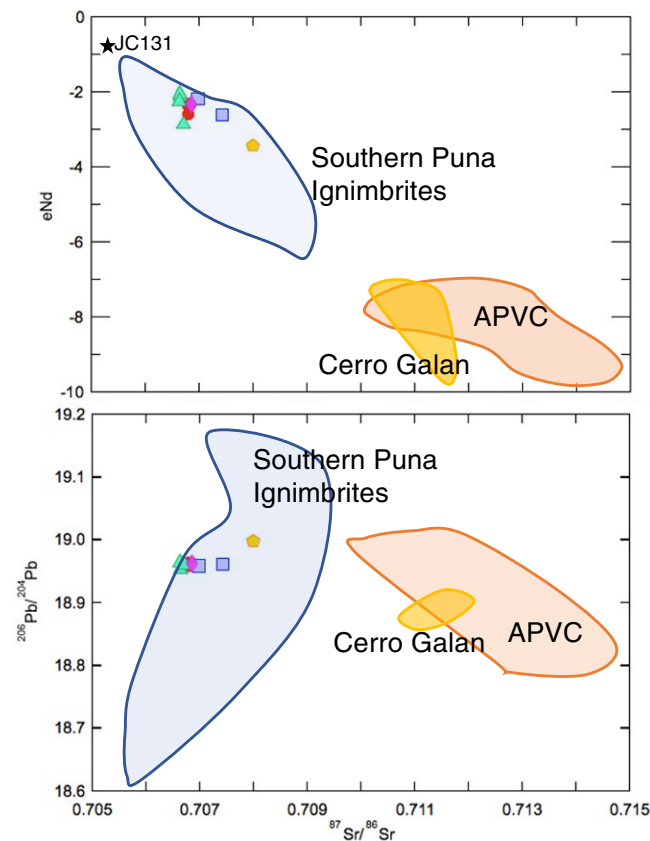 0
★JC131
-2
Southern Puna
Ignimbrites
-4
eNd
-6
-8
APVC
Cerro Galan
-10
19.2
Southern Puna
Ignimbrites
19.1
19.0
²⁰⁶Pb/²⁰⁴Pb
18.9
Cerro Galan
APVC
18.8
18.7
18.6
0.705 0.707 0.709 0.711 0.713 0.715
⁸⁷Sr/⁸⁶Sr